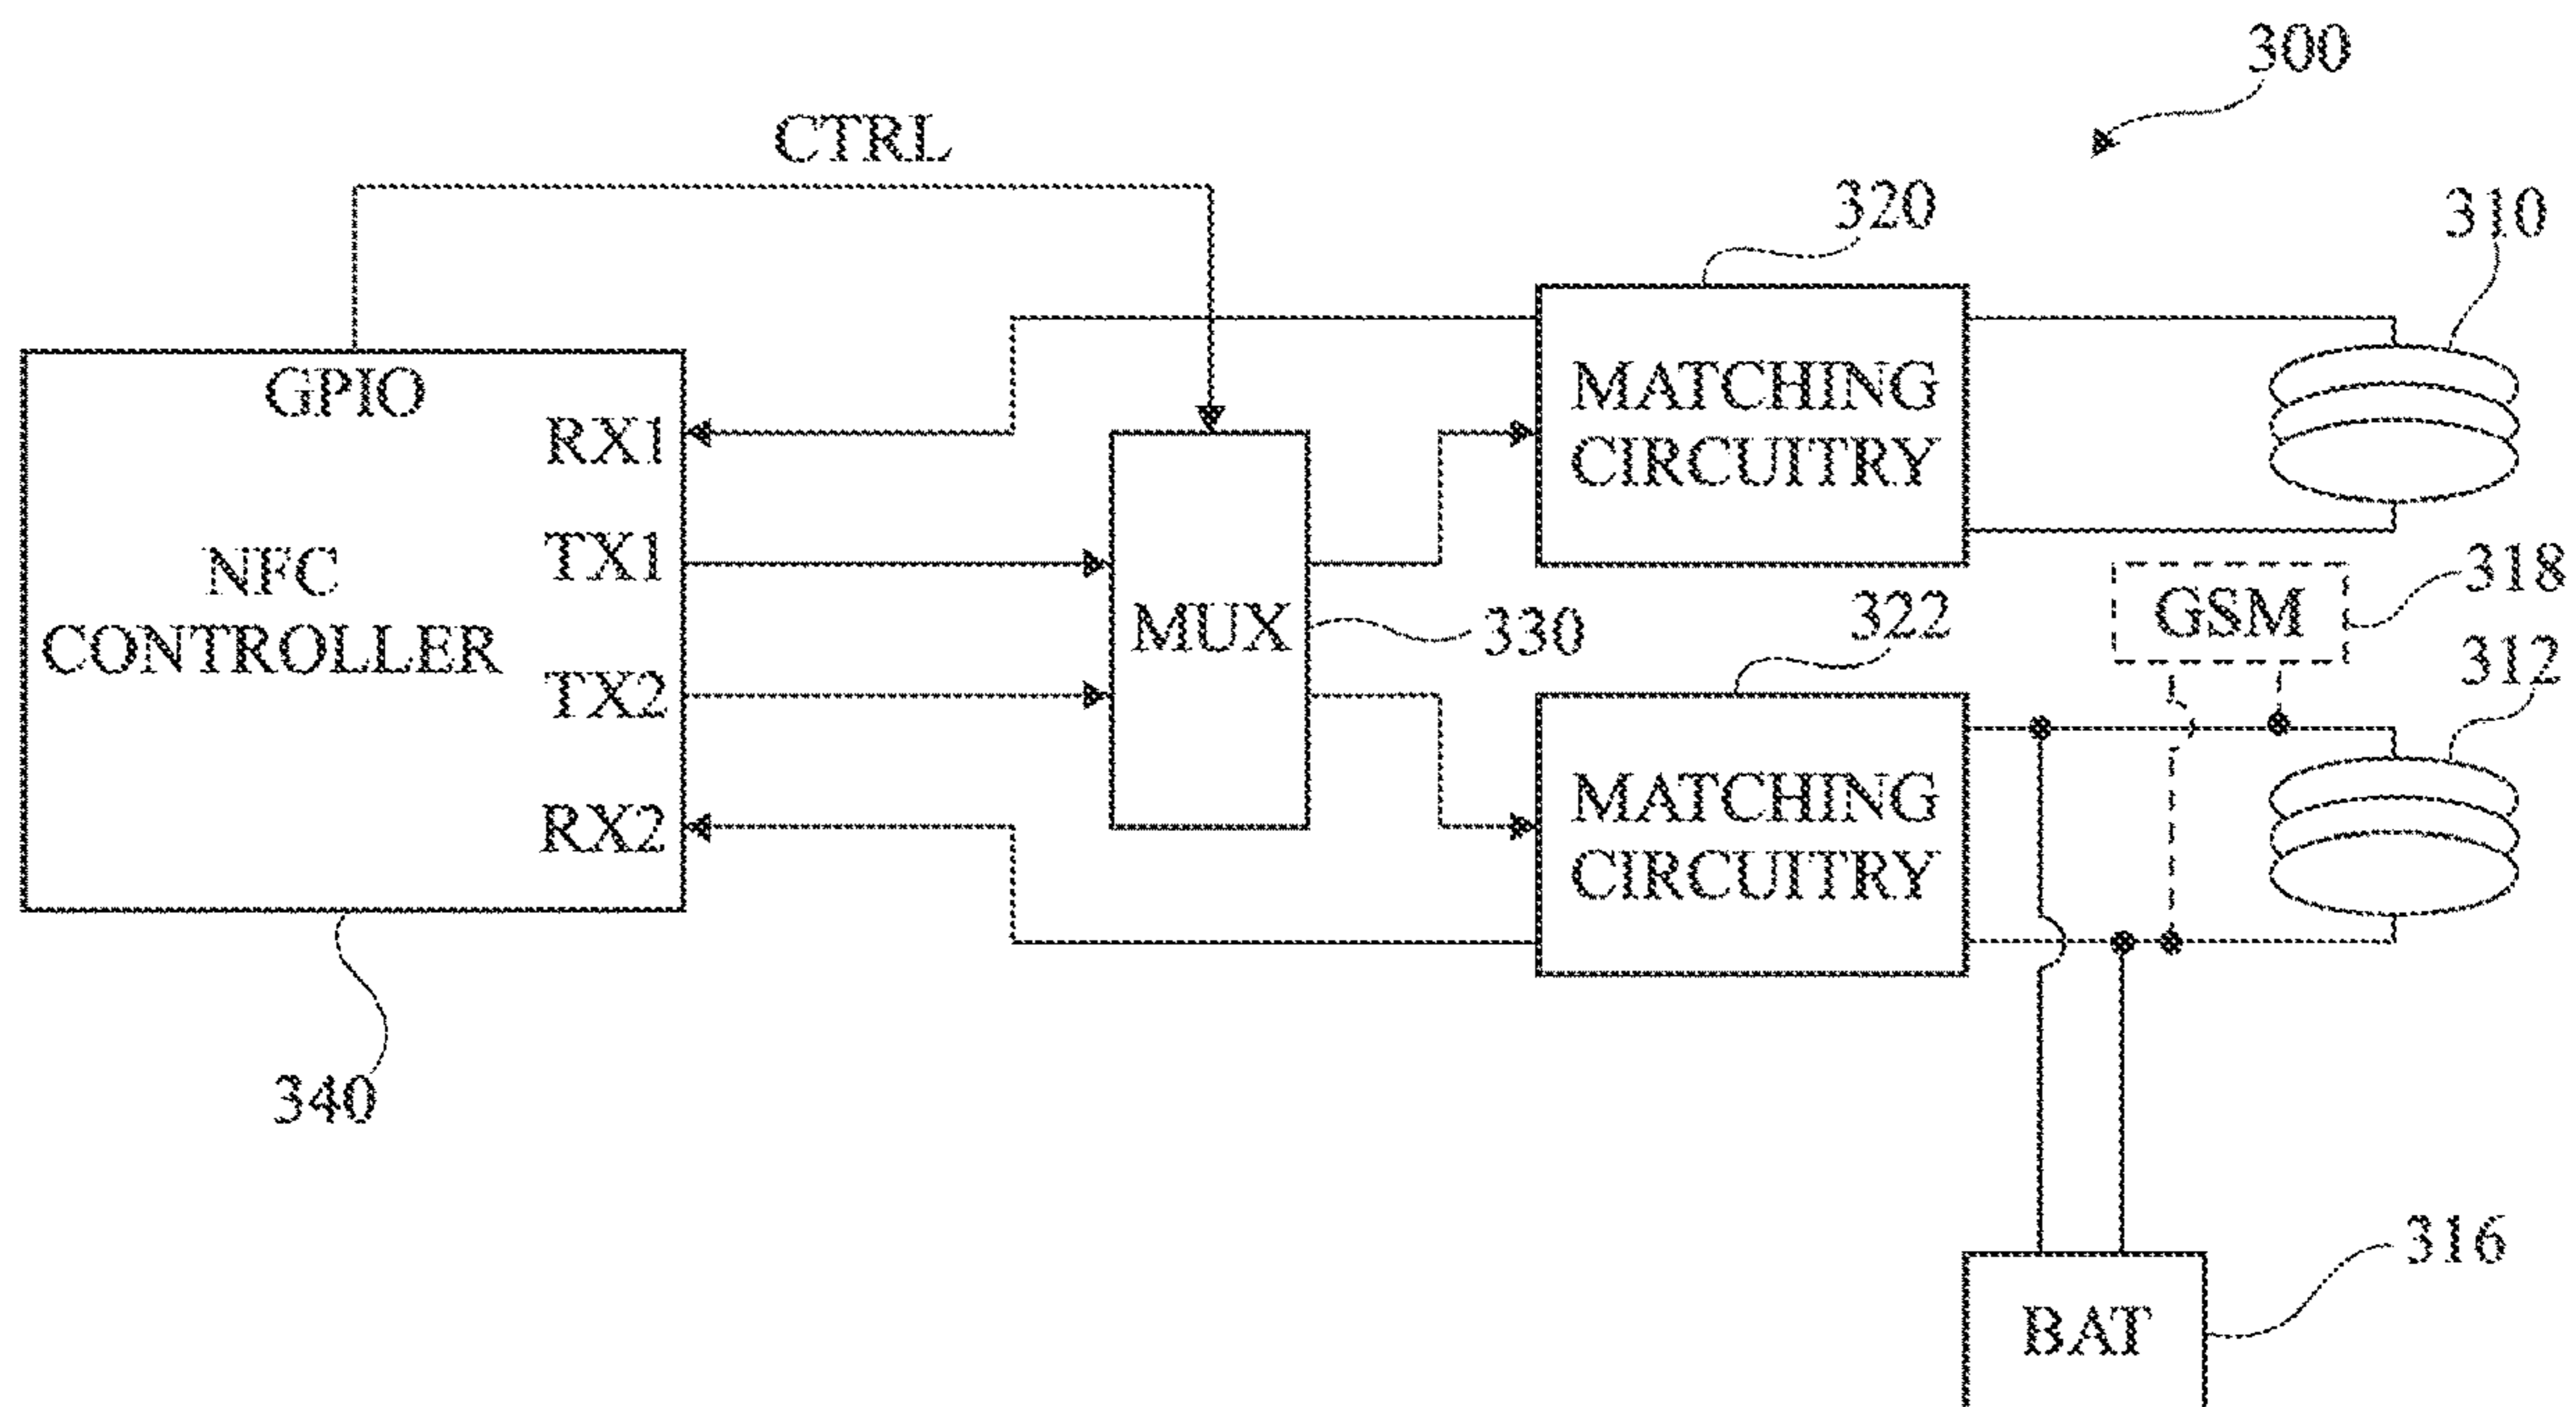 300
CTRL
320
310
GPIO
RX1
MATCHING
CIRCUITRY
TX1
NFC
CONTROLLER
MUX
330
318
GSM
322
312
TX2
RX2
MATCHING
CIRCUITRY
340
316
BAT